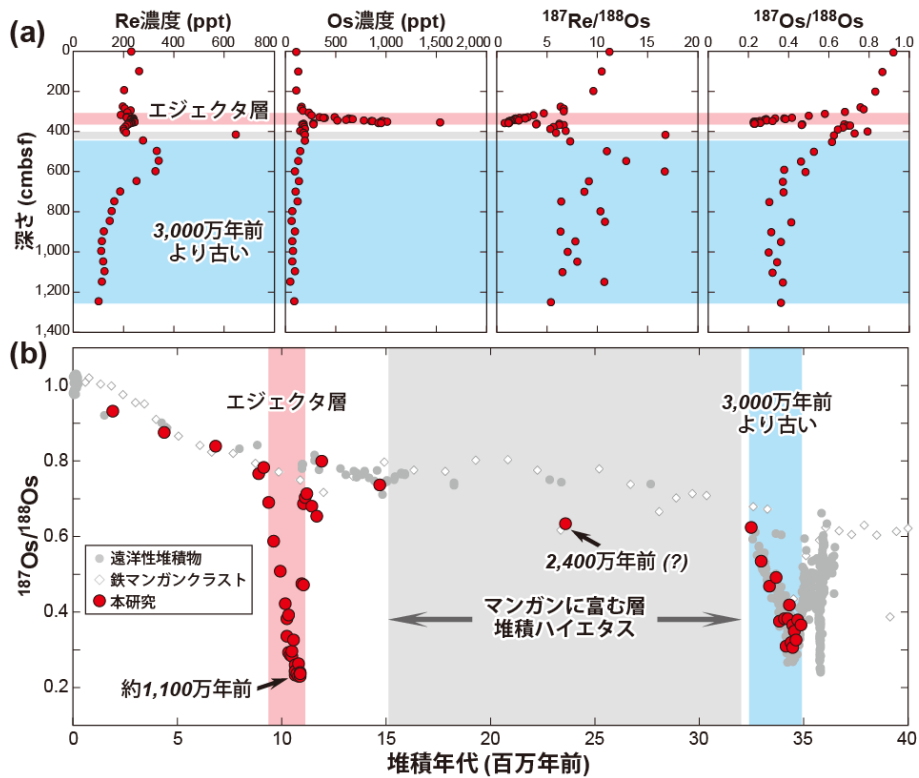 (a)
Re濃度 (ppt)
Os濃度 (ppt)
187Re/188Os
187Os/188Os
0 200 400 600 800
0 500 1,000 1,500 2,000
0 5 10 15 20
0 0.2 0.4 0.6 0.8 1.0
深さ (cmbsf)
0
200
400
600
800
1,000
1,200
1,400
エジェクタ層
3,000万年前
より古い
(b)
187Os/188Os
1.0
0.8
0.6
0.4
0.2
エジェクタ層
3,000万年前
より古い
遠洋性堆積物
鉄マンガンクラスト
本研究
2,400万年前 (?)
マンガンに富む層
堆積ハイエタス
約1,100万年前
0 5 10 15 20 25 30 35 40
堆積年代 (百万年前)